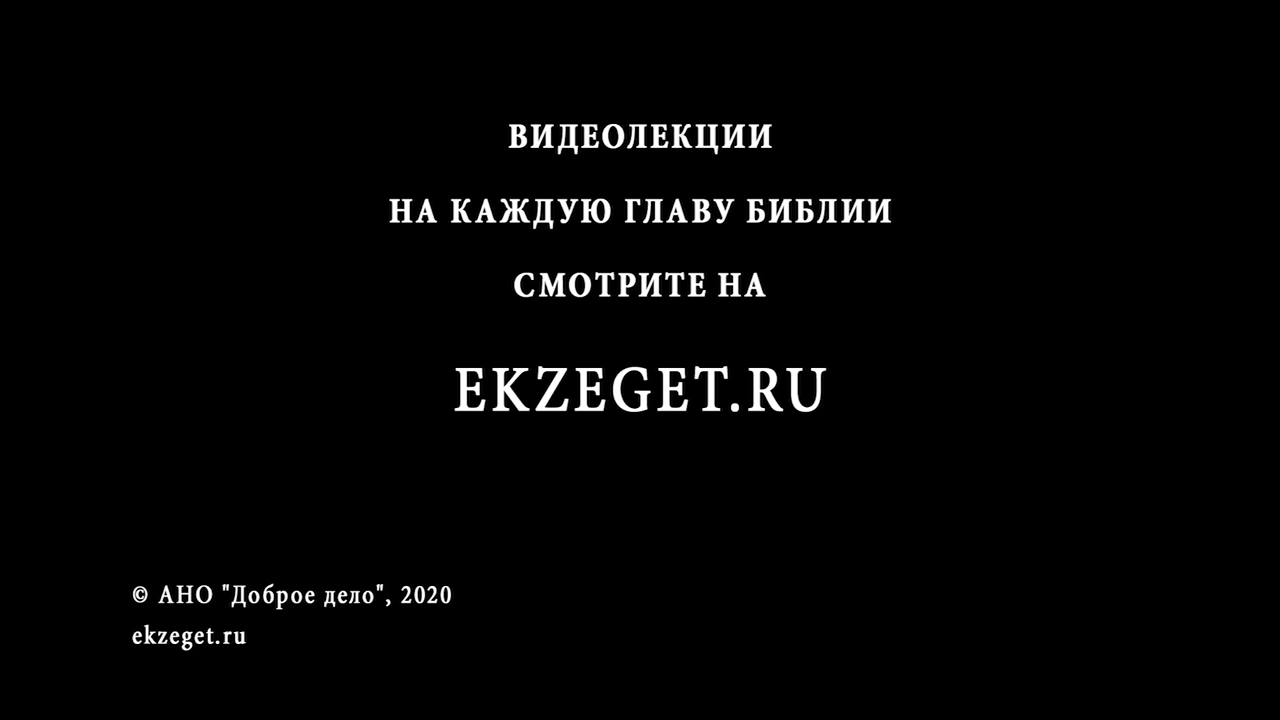 ВИДЕОЛЕКЦИИ
НА КАЖДУЮ ГЛАВУ БИБЛИИ
СМОТРИТЕ НА
EKZEGET.RU
© АНО "Доброе дело", 2020
ekzeget.ru